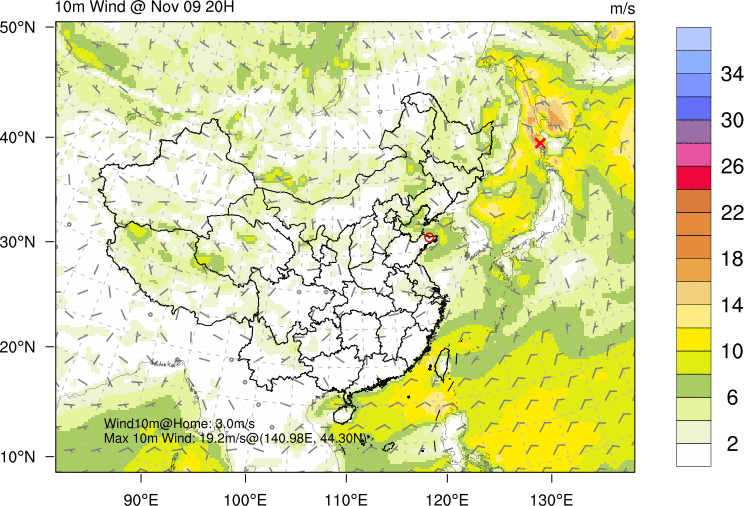 10m Wind @ Nov 09 20H
m/s
50°N
40°N
30°N
20°N
10°N
34
30
26
22
18
14
10
6
2
Wind10m@Home: 3.0m/s
Max 10m Wind: 19.2m/s@(140.98E, 44.30N)
90°E
100°E
110°E
120°E
130°E